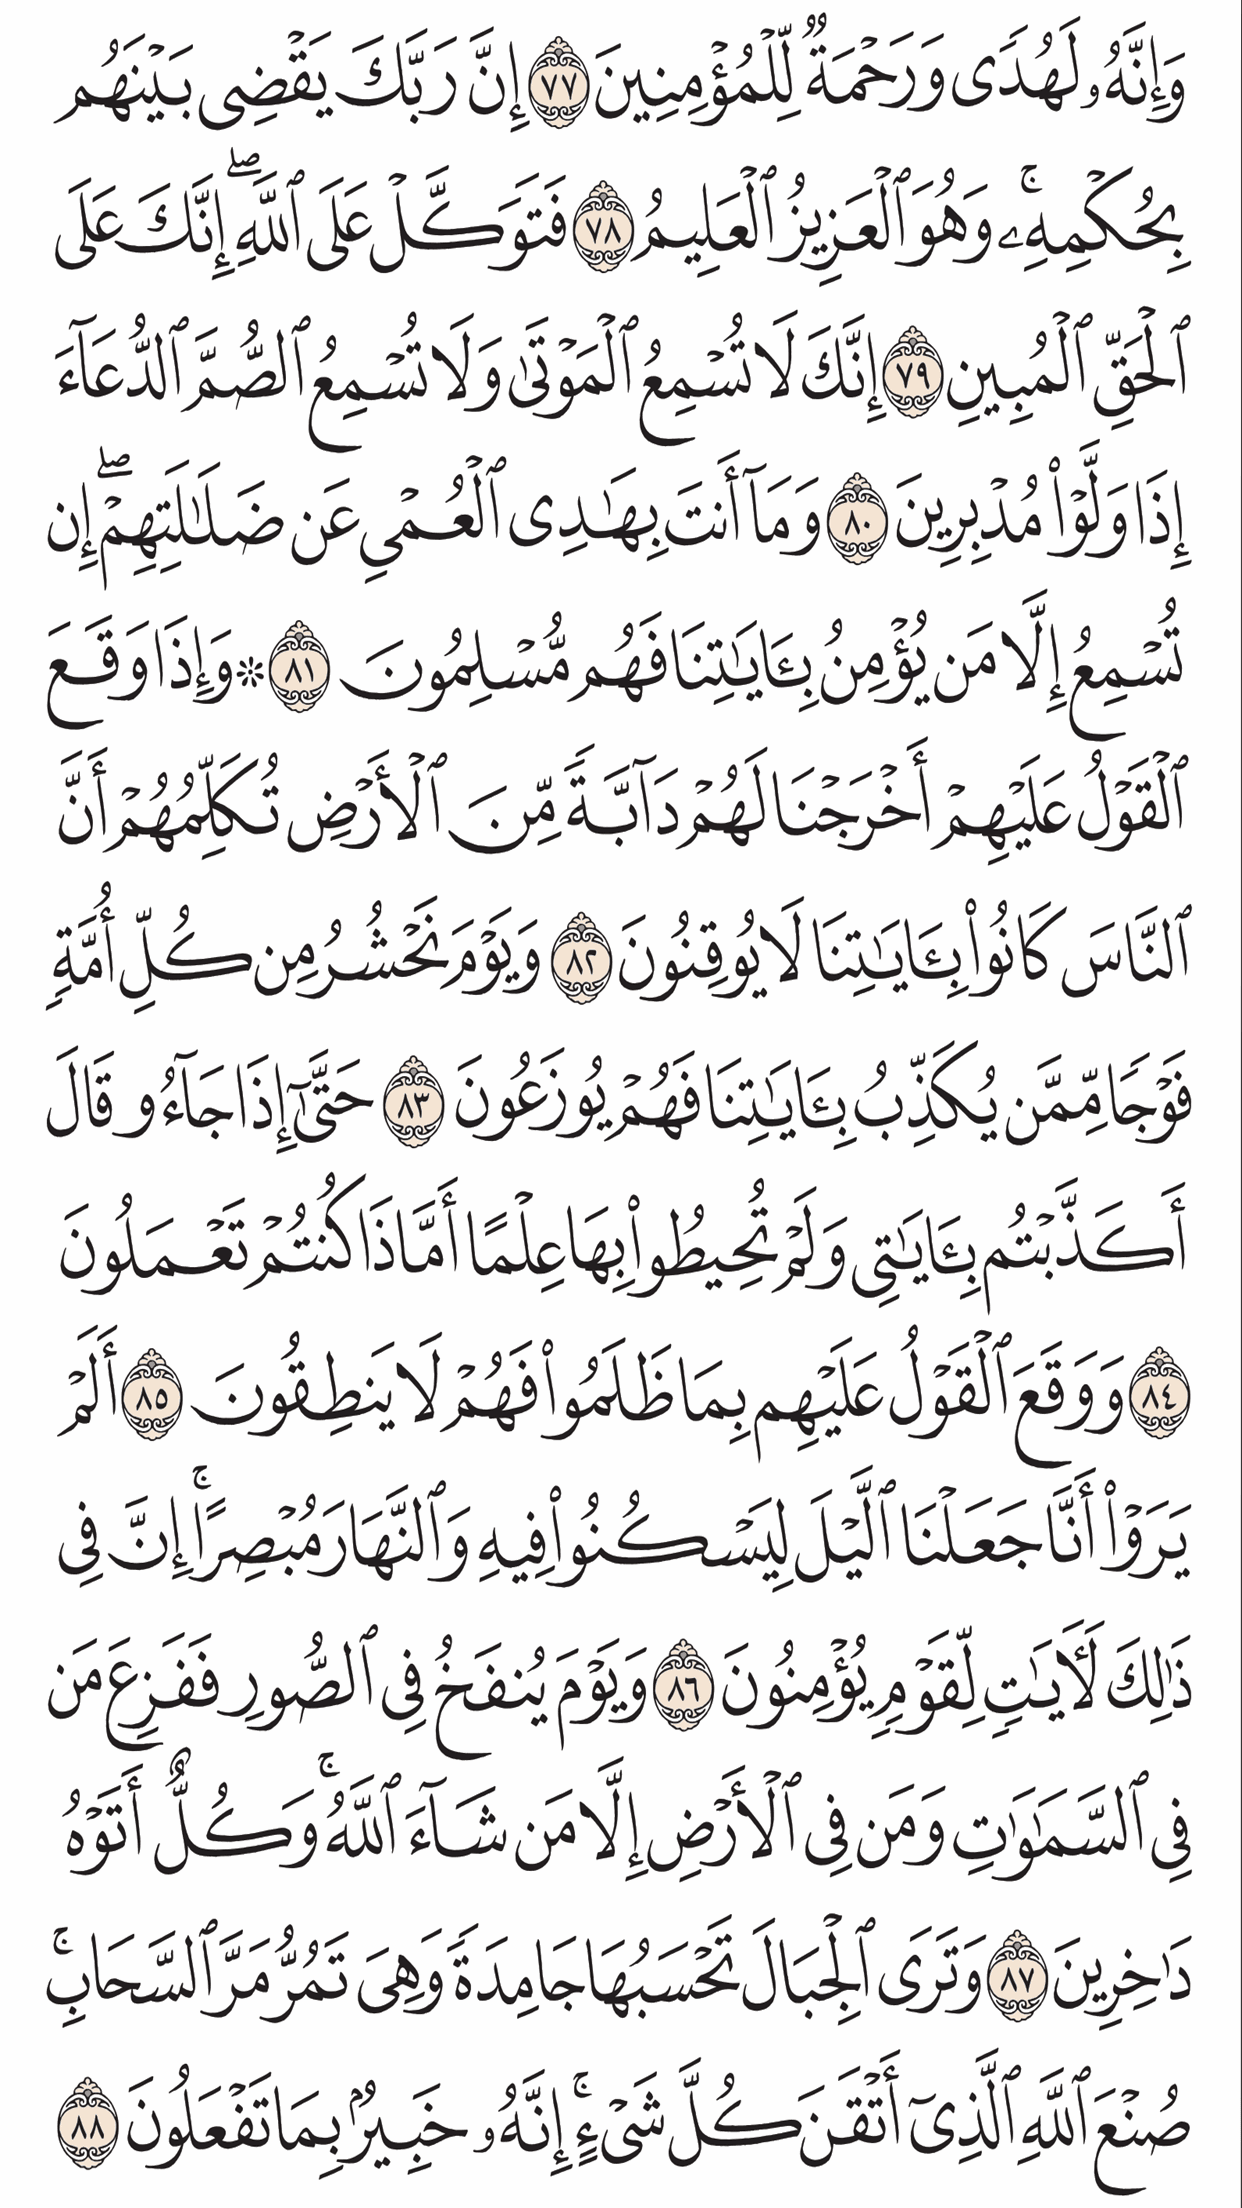 وَإِنَّهُۥ لَهُدًى وَرَحْمَةٌ لِّلْمُؤْمِنِينَ ٧٧ إِنَّ رَبَّكَ يَقْضِى بَيْنَهُم
بِحُكْمِهِۦۚ وَهُوَ ٱلْعَزِيزُ ٱلْعَلِيمُ ٧٨ فَتَوَكَّلْ عَلَى ٱللَّهِۖ إِنَّكَ عَلَى
ٱلْحَقِّ ٱلْمُبِينِ ٧٩ إِنَّكَ لَا تُسْمِعُ ٱلْمَوْتَىٰ وَلَا تُسْمِعُ ٱلصُّمَّ ٱلدُّعَآءَ
إِذَا وَلَّوْا۟ مُدْبِرِينَ ٨٠ وَمَآ أَنتَ بِهَـٰدِى ٱلْعُمْىِ عَن ضَلَـٰلَتِهِمْۖ إِن
تُسْمِعُ إِلَّا مَن يُؤْمِنُ بِـَٔايَـٰتِنَا فَهُم مُّسْلِمُونَ ٨١ ۞ وَإِذَا وَقَعَ
ٱلْقَوْلُ عَلَيْهِمْ أَخْرَجْنَا لَهُمْ دَآبَّةً مِّنَ ٱلْأَرْضِ تُكَلِّمُهُمْ أَنَّ
ٱلنَّاسَ كَانُوا۟ بِـَٔايَـٰتِنَا لَا يُوقِنُونَ ٨٢ وَيَوْمَ نَحْشُرُ مِن كُلِّ أُمَّةٍ
فَوْجًا مِّمَّن يُكَذِّبُ بِـَٔايَـٰتِنَا فَهُمْ يُوزَعُونَ ٨٣ حَتَّىٰٓ إِذَا جَآءُو قَالَ
أَكَذَّبْتُم بِـَٔايَـٰتِى وَلَمْ تُحِيطُوا۟ بِهَا عِلْمًا أَمَّاذَا كُنتُمْ تَعْمَلُونَ
٨٤ وَوَقَعَ ٱلْقَوْلُ عَلَيْهِم بِمَا ظَلَمُوا۟ فَهُمْ لَا يَنطِقُونَ ٨٥ أَلَمْ
يَرَوْا۟ أَنَّا جَعَلْنَا ٱلَّيْلَ لِيَسْكُنُوا۟ فِيهِ وَٱلنَّهَارَ مُبْصِرًاۚ إِنَّ فِى
ذَٰلِكَ لَـَٔايَـٰتٍ لِّقَوْمٍ يُؤْمِنُونَ ٨٦ وَيَوْمَ يُنفَخُ فِى ٱلصُّورِ فَفَزِعَ مَن
فِى ٱلسَّمَـٰوَٰتِ وَمَن فِى ٱلْأَرْضِ إِلَّا مَن شَآءَ ٱللَّهُۚ وَكُلٌّ أَتَوْهُ
دَٰخِرِينَ ٨٧ وَتَرَى ٱلْجِبَالَ تَحْسَبُهَا جَامِدَةً وَهِىَ تَمُرُّ مَرَّ ٱلسَّحَابِۚ
صُنْعَ ٱللَّهِ ٱلَّذِىٓ أَتْقَنَ كُلَّ شَىْءٍۚ إِنَّهُۥ خَبِيرٌۢ بِمَا تَفْعَلُونَ ٨٨